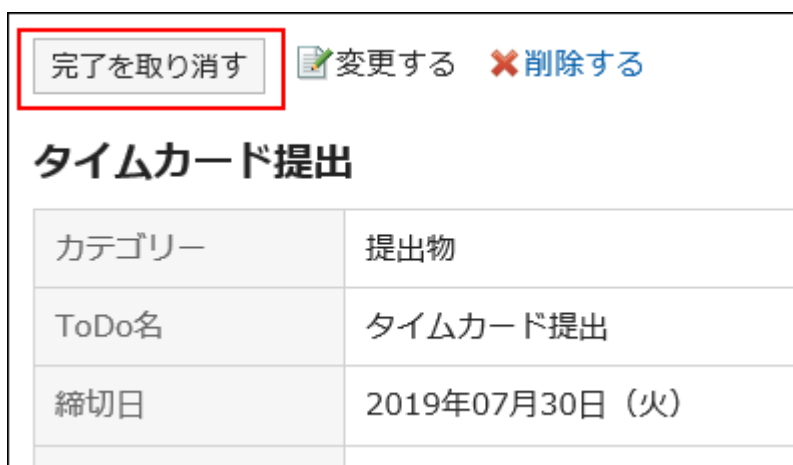 完了を取り消す 変更する 削除する
タイムカード提出
カテゴリー 提出物
ToDo名 タイムカード提出
締切日 2019年07月30日（火）